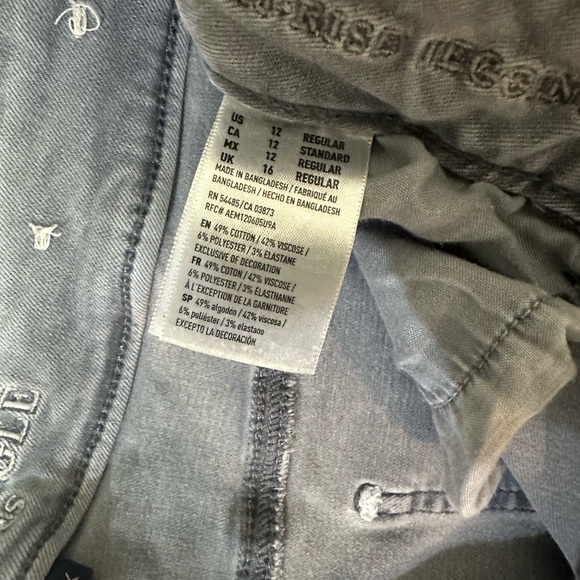 -RISE JEGGIN
US 12 REGULAR
CA 12 STANDARD
MX 12 REGULAR
UK 16 REGULAR
MADE IN BANGLADESH / FABRIQUÉ AU
BANGLADESH / HECHO EN BANGLADESH
RN 54485/CA 03873
RFC# AEM120605U9A
EN 49% COTTON / 42% VISCOSE /
6% POLYESTER / 3% ELASTANE
EXCLUSIVE OF DECORATION
FR 49% COTON / 42% VISCOSE /
6% POLYESTER / 3% ÉLASTHANNE
À L'EXCEPTION DE LA GARNITURE
SP 49% algodón / 42% viscosa /
6% poliéster / 3% elastano
EXCEPTO LA DECORACIÓN
GLE